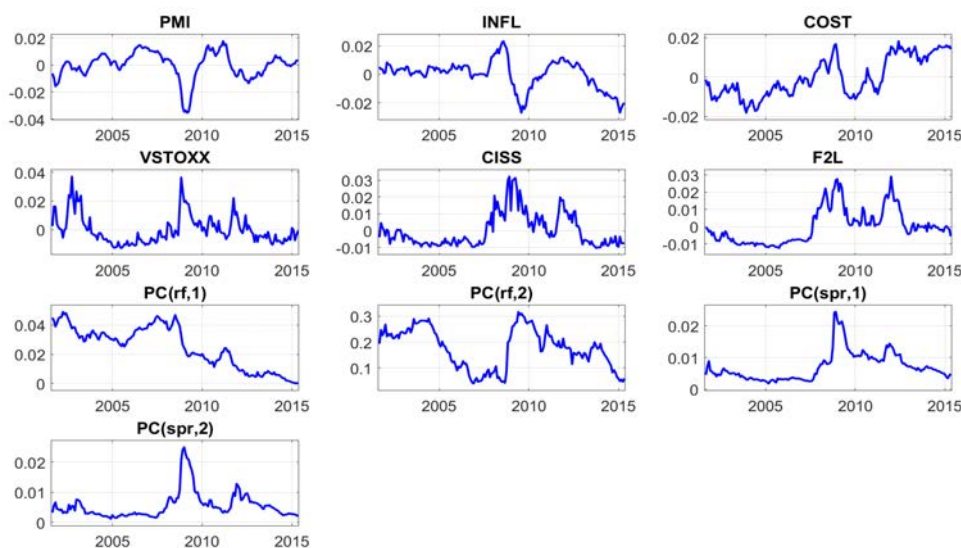 PMI INFL COST
0.02 0.02 0.02
0 0 0
-0.02 -0.02
-0.04 -0.02
2005 2010 2015 2005 2010 2015 2005 2010 2015
VSTOXX CISS F2L
0.04 0.03 0.03
0.02 0.02 0.02
0.01 0.01
0 0 0
-0.01 -0.01
2005 2010 2015 2005 2010 2015 2005 2010 2015
PC(rf,1) PC(rf,2) PC(spr,1)
0.04 0.3 0.02
0.02 0.2 0.01
0 0.1 0
2005 2010 2015 2005 2010 2015 2005 2010 2015
PC(spr,2)
0.02
0.01
0
2005 2010 2015